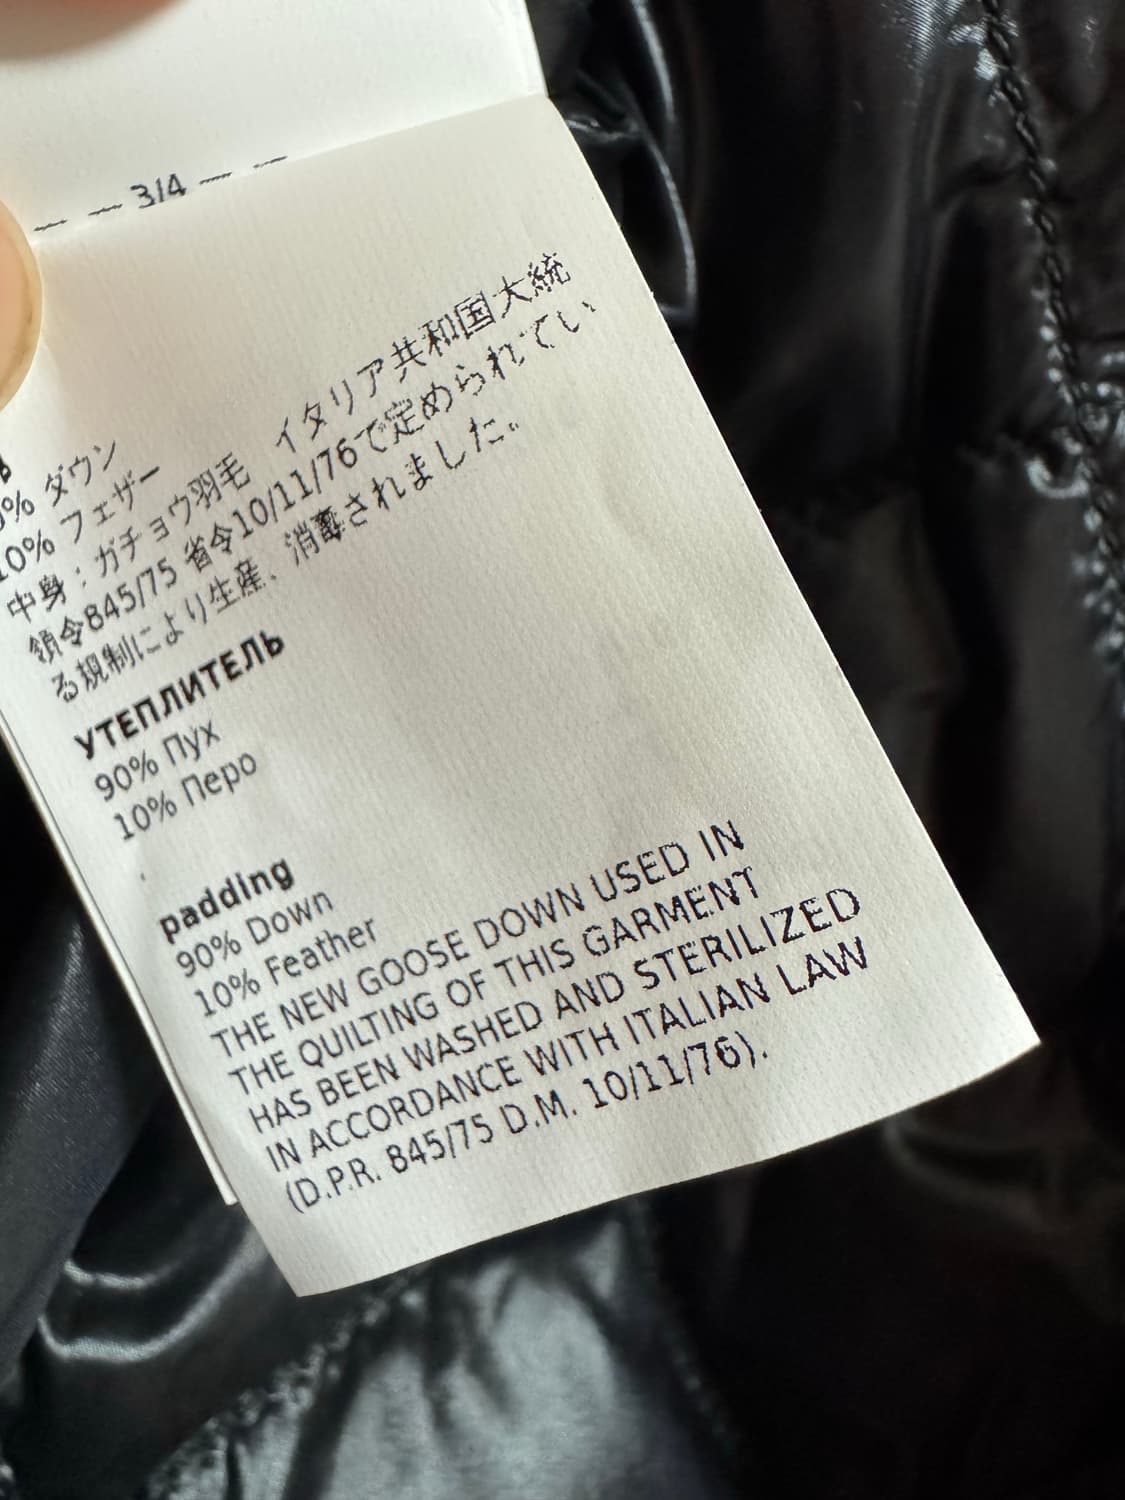 3/4
% ダウン
10% フェザー
中身:ガチョウ羽毛 イタリア共和国大統
領令845/75 省令10/11/76で定められてい
る規制により生産、消毒されました。
УТЕПЛИТЕЛЬ
90% Пух
10% Перо
padding
90% Down
10% Feather
THE NEW GOOSE DOWN USED IN
THE QUILTING OF THIS GARMENT
HAS BEEN WASHED AND STERILIZED
IN ACCORDANCE WITH ITALIAN LAW
(D.P.R. 845/75 D.M. 10/11/76).